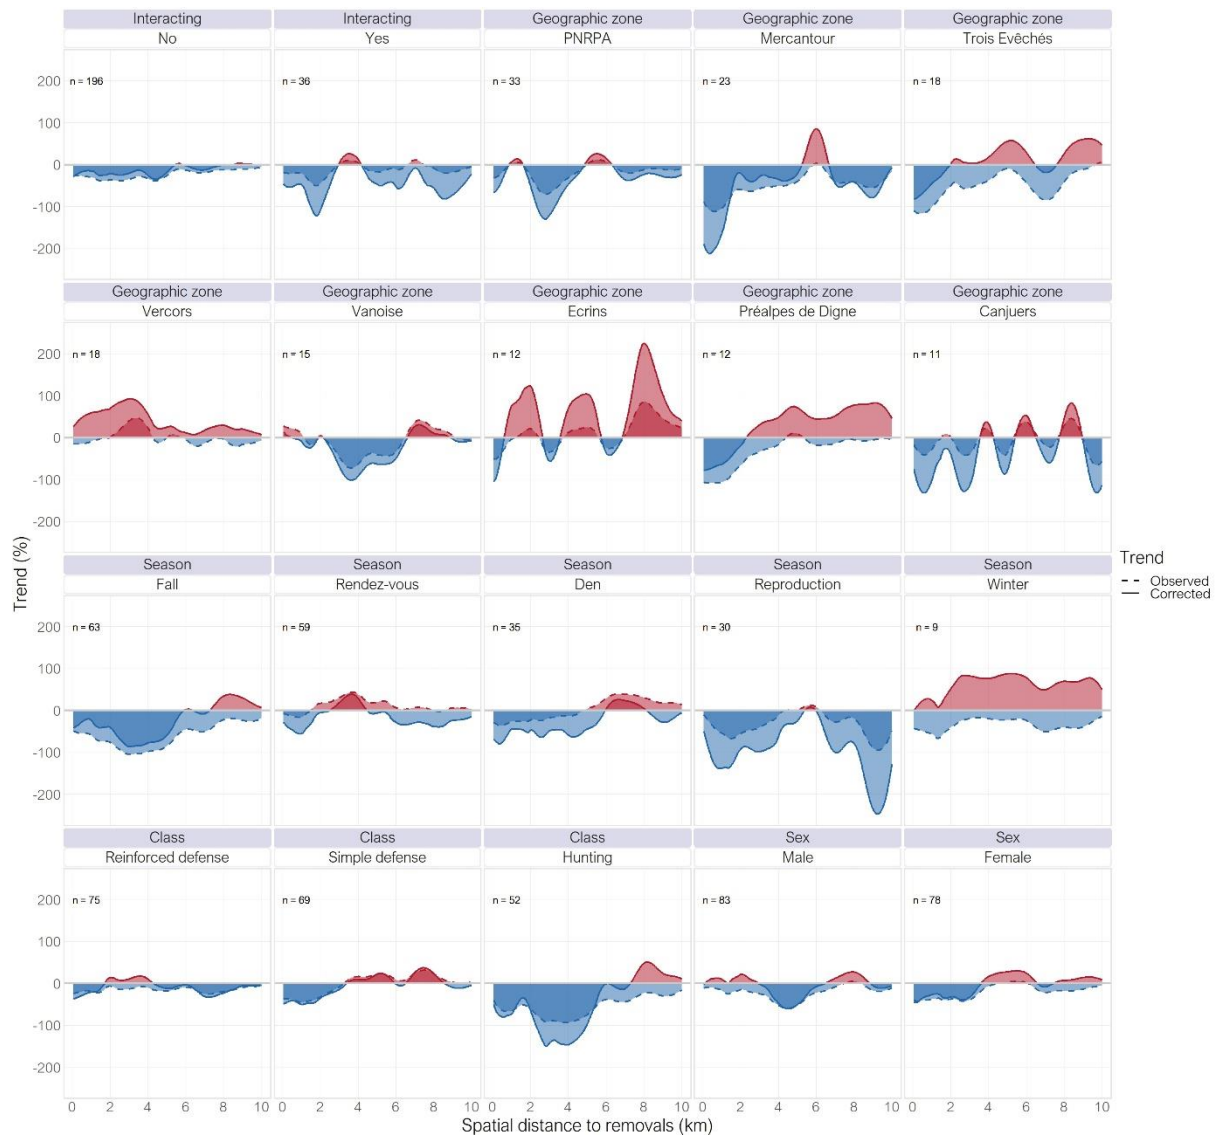 Interacting Interacting Geographic zone Geographic zone Geographic zone
No Yes PNRPA Mercantour Trois Evêchés
200 n = 196 n = 36 n = 33 n = 23 n = 18
100
0
-100
-200
Geographic zone Geographic zone Geographic zone Geographic zone Geographic zone
Vercors Vanoise Ecrins Préalpes de Digne Canjuers
200 n = 18 n = 15 n = 12 n = 12 n = 11
100
0
-100
-200
Trend (%)
Season Season Season Season Season
Fall Rendez-vous Den Reproduction Winter
200 n = 63 n = 59 n = 35 n = 30 n = 9
100
0
-100
-200
Trend
Observed
Corrected
Class Class Class Sex Sex
Reinforced defense Simple defense Hunting Male Female
200 n = 75 n = 69 n = 52 n = 83 n = 78
100
0
-100
-200
0 2 4 6 8 10 0 2 4 6 8 10 0 2 4 6 8 10 0 2 4 6 8 10 0 2 4 6 8 10
Spatial distance to removals (km)